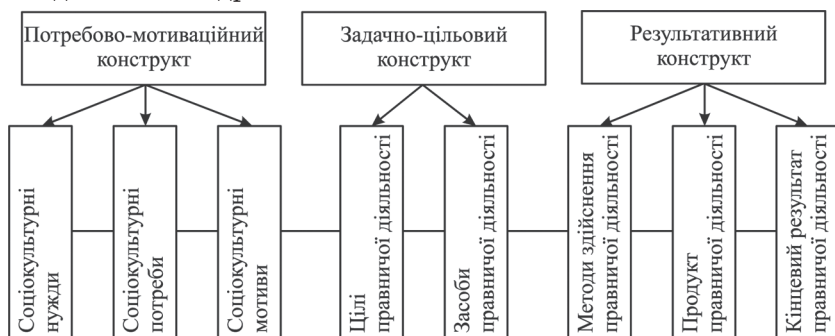 Потребово-мотиваційний
конструкт
Задачно-цільовий
конструкт
Результативний
конструкт
Соціокультурні
нужди
Соціокультурні
потреби
Соціокультурні
мотиви
Цілі
правничої діяльності
Засоби
правничої діяльності
Методи здійснення
правничої діяльності
Продукт
правничої діяльності
Кінцевий результат
правничої діяльності